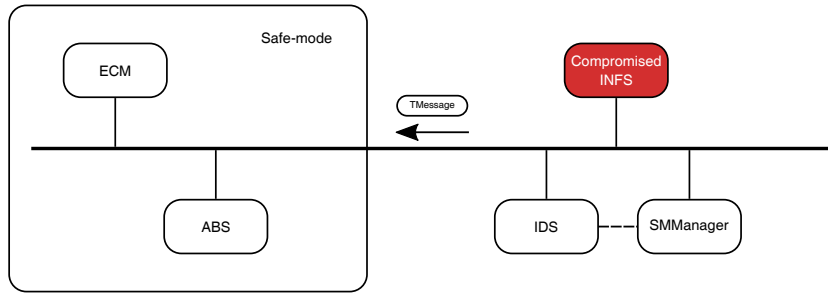 Safe-mode
ECM
Compromised
INFS
TMessage
ABS
IDS
SMManager